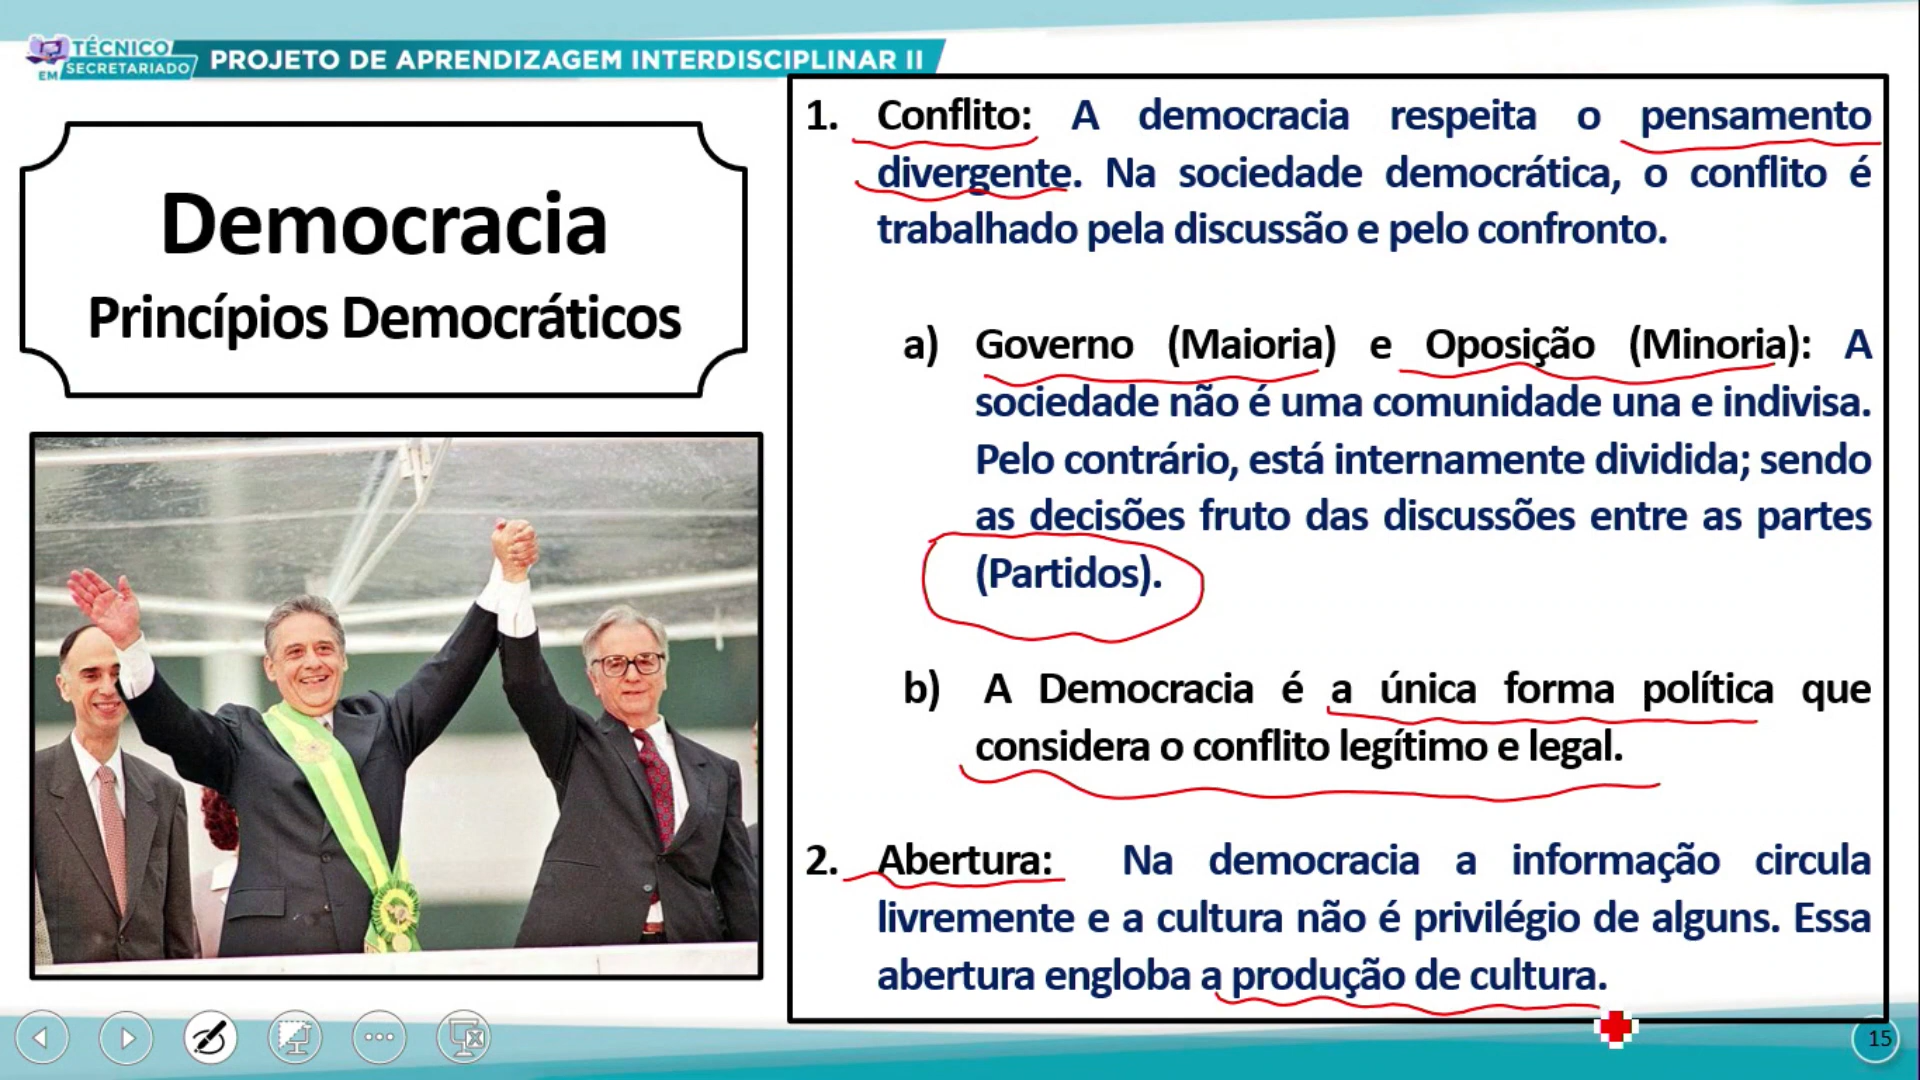 TÉCNICO
EM SECRETARIADO
PROJETO DE APRENDIZAGEM INTERDISCIPLINAR II
Democracia
Princípios Democráticos
1. Conflito: A democracia respeita o pensamento
divergente. Na sociedade democrática, o conflito é
trabalhado pela discussão e pelo confronto.
a) Governo (Maioria) e Oposição (Minoria): A
sociedade não é uma comunidade una e indivisa.
Pelo contrário, está internamente dividida; sendo
as decisões fruto das discussões entre as partes
(Partidos).
b) A Democracia é a única forma política que
considera o conflito legítimo e legal.
2. Abertura: Na democracia a informação circula
livremente e a cultura não é privilégio de alguns. Essa
abertura engloba a produção de cultura.
15